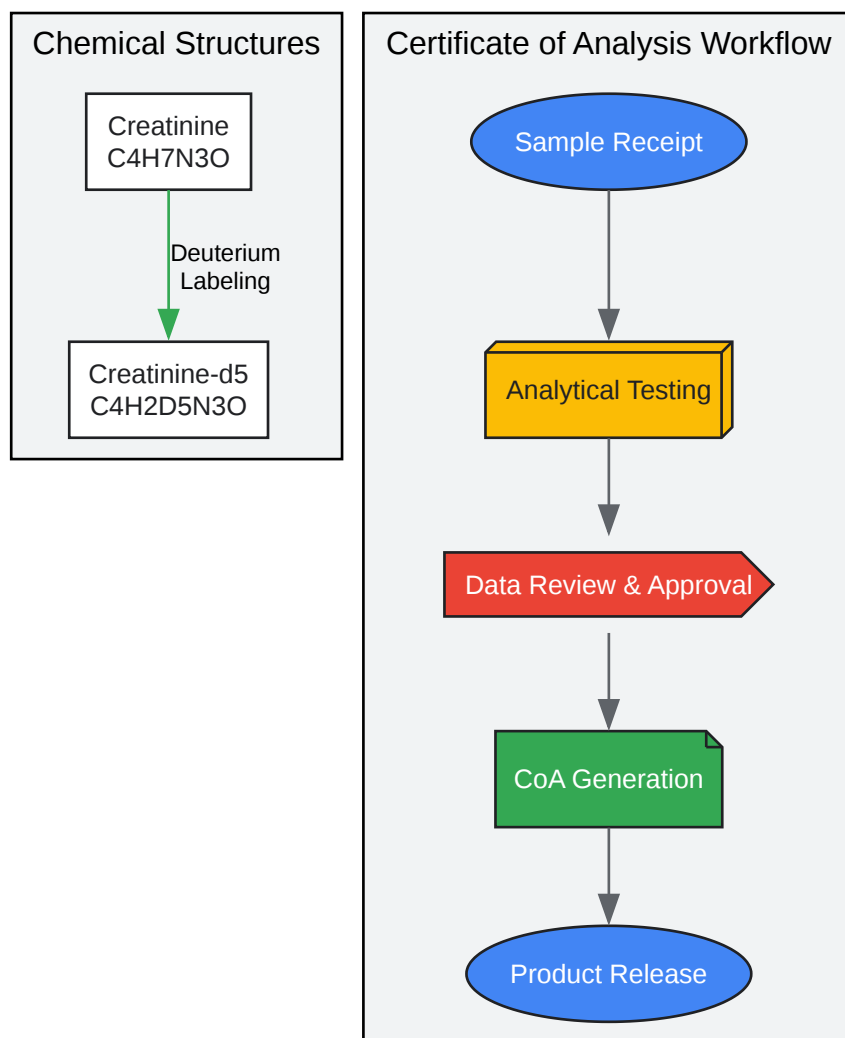 Chemical Structures
Creatinine
C4H7N3O
Deuterium
Labeling
Creatinine-d5
C4H2D5N3O
Certificate of Analysis Workflow
Sample Receipt
Analytical Testing
Data Review & Approval
CoA Generation
Product Release